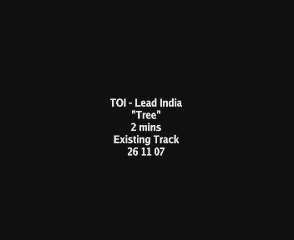 TOI - Lead India
"Tree"
2 mins
Existing Track
26 11 07